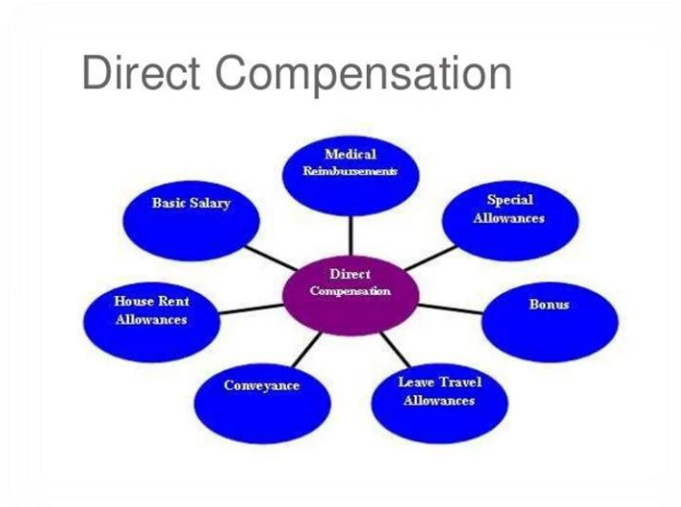 Direct Compensation
Medical
Reimbursements
Basic Salary
Special
Allowances
Direct
Compensation
House Rent
Allowances
Bonus
Conveyance
Leave Travel
Allowances